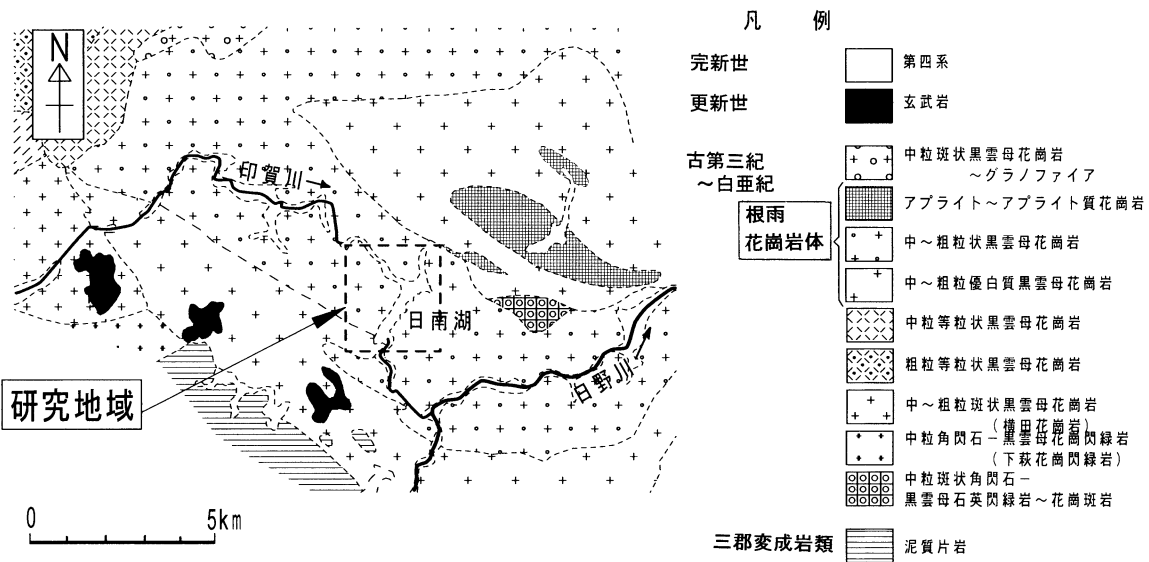 N
印賀川
日南湖
日野川
研究地域
0 5km
凡 例
完新世
第四系
更新世
玄武岩
古第三紀
～白亜紀
中粒斑状黒雲母花崗岩
～グラノファイア
根雨
花崗岩体
アプライト～アプライト質花崗岩
中～粗粒状黒雲母花崗岩
中～粗粒優白質黒雲母花崗岩
中粒等粒状黒雲母花崗岩
粗粒等粒状黒雲母花崗岩
中～粗粒斑状黒雲母花崗岩
(横田花崗岩)
中粒角閃石－黒雲母花崗閃緑岩
(下萩花崗閃緑岩)
中粒斑状角閃石－
黒雲母石英閃緑岩～花崗斑岩
三郡変成岩類
泥質片岩